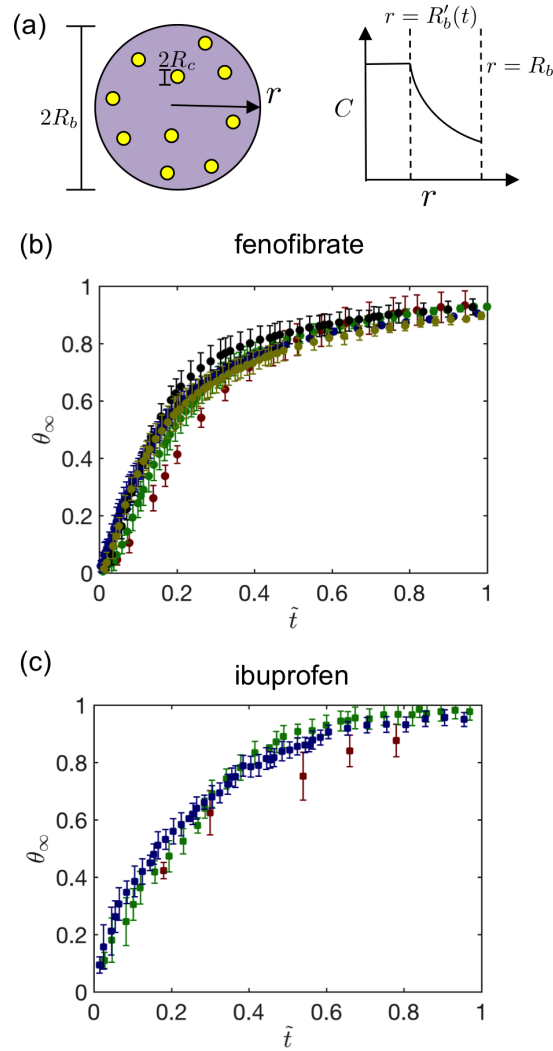 (a)
2R_c
2R_b
r
r = R'_b(t)
r = R_b
C
r
(b)
fenofibrate
1
0.8
0.6
0.4
0.2
0
θ_∞
0 0.2 0.4 0.6 0.8 1
t̃
(c)
ibuprofen
1
0.8
0.6
0.4
0.2
0
θ_∞
0 0.2 0.4 0.6 0.8 1
t̃